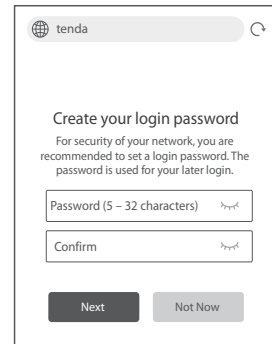 tenda
Create your login password
For security of your network, you are
recommended to set a login password. The
password is used for your later login.
Password (5 – 32 characters)
Confirm
Next Not Now